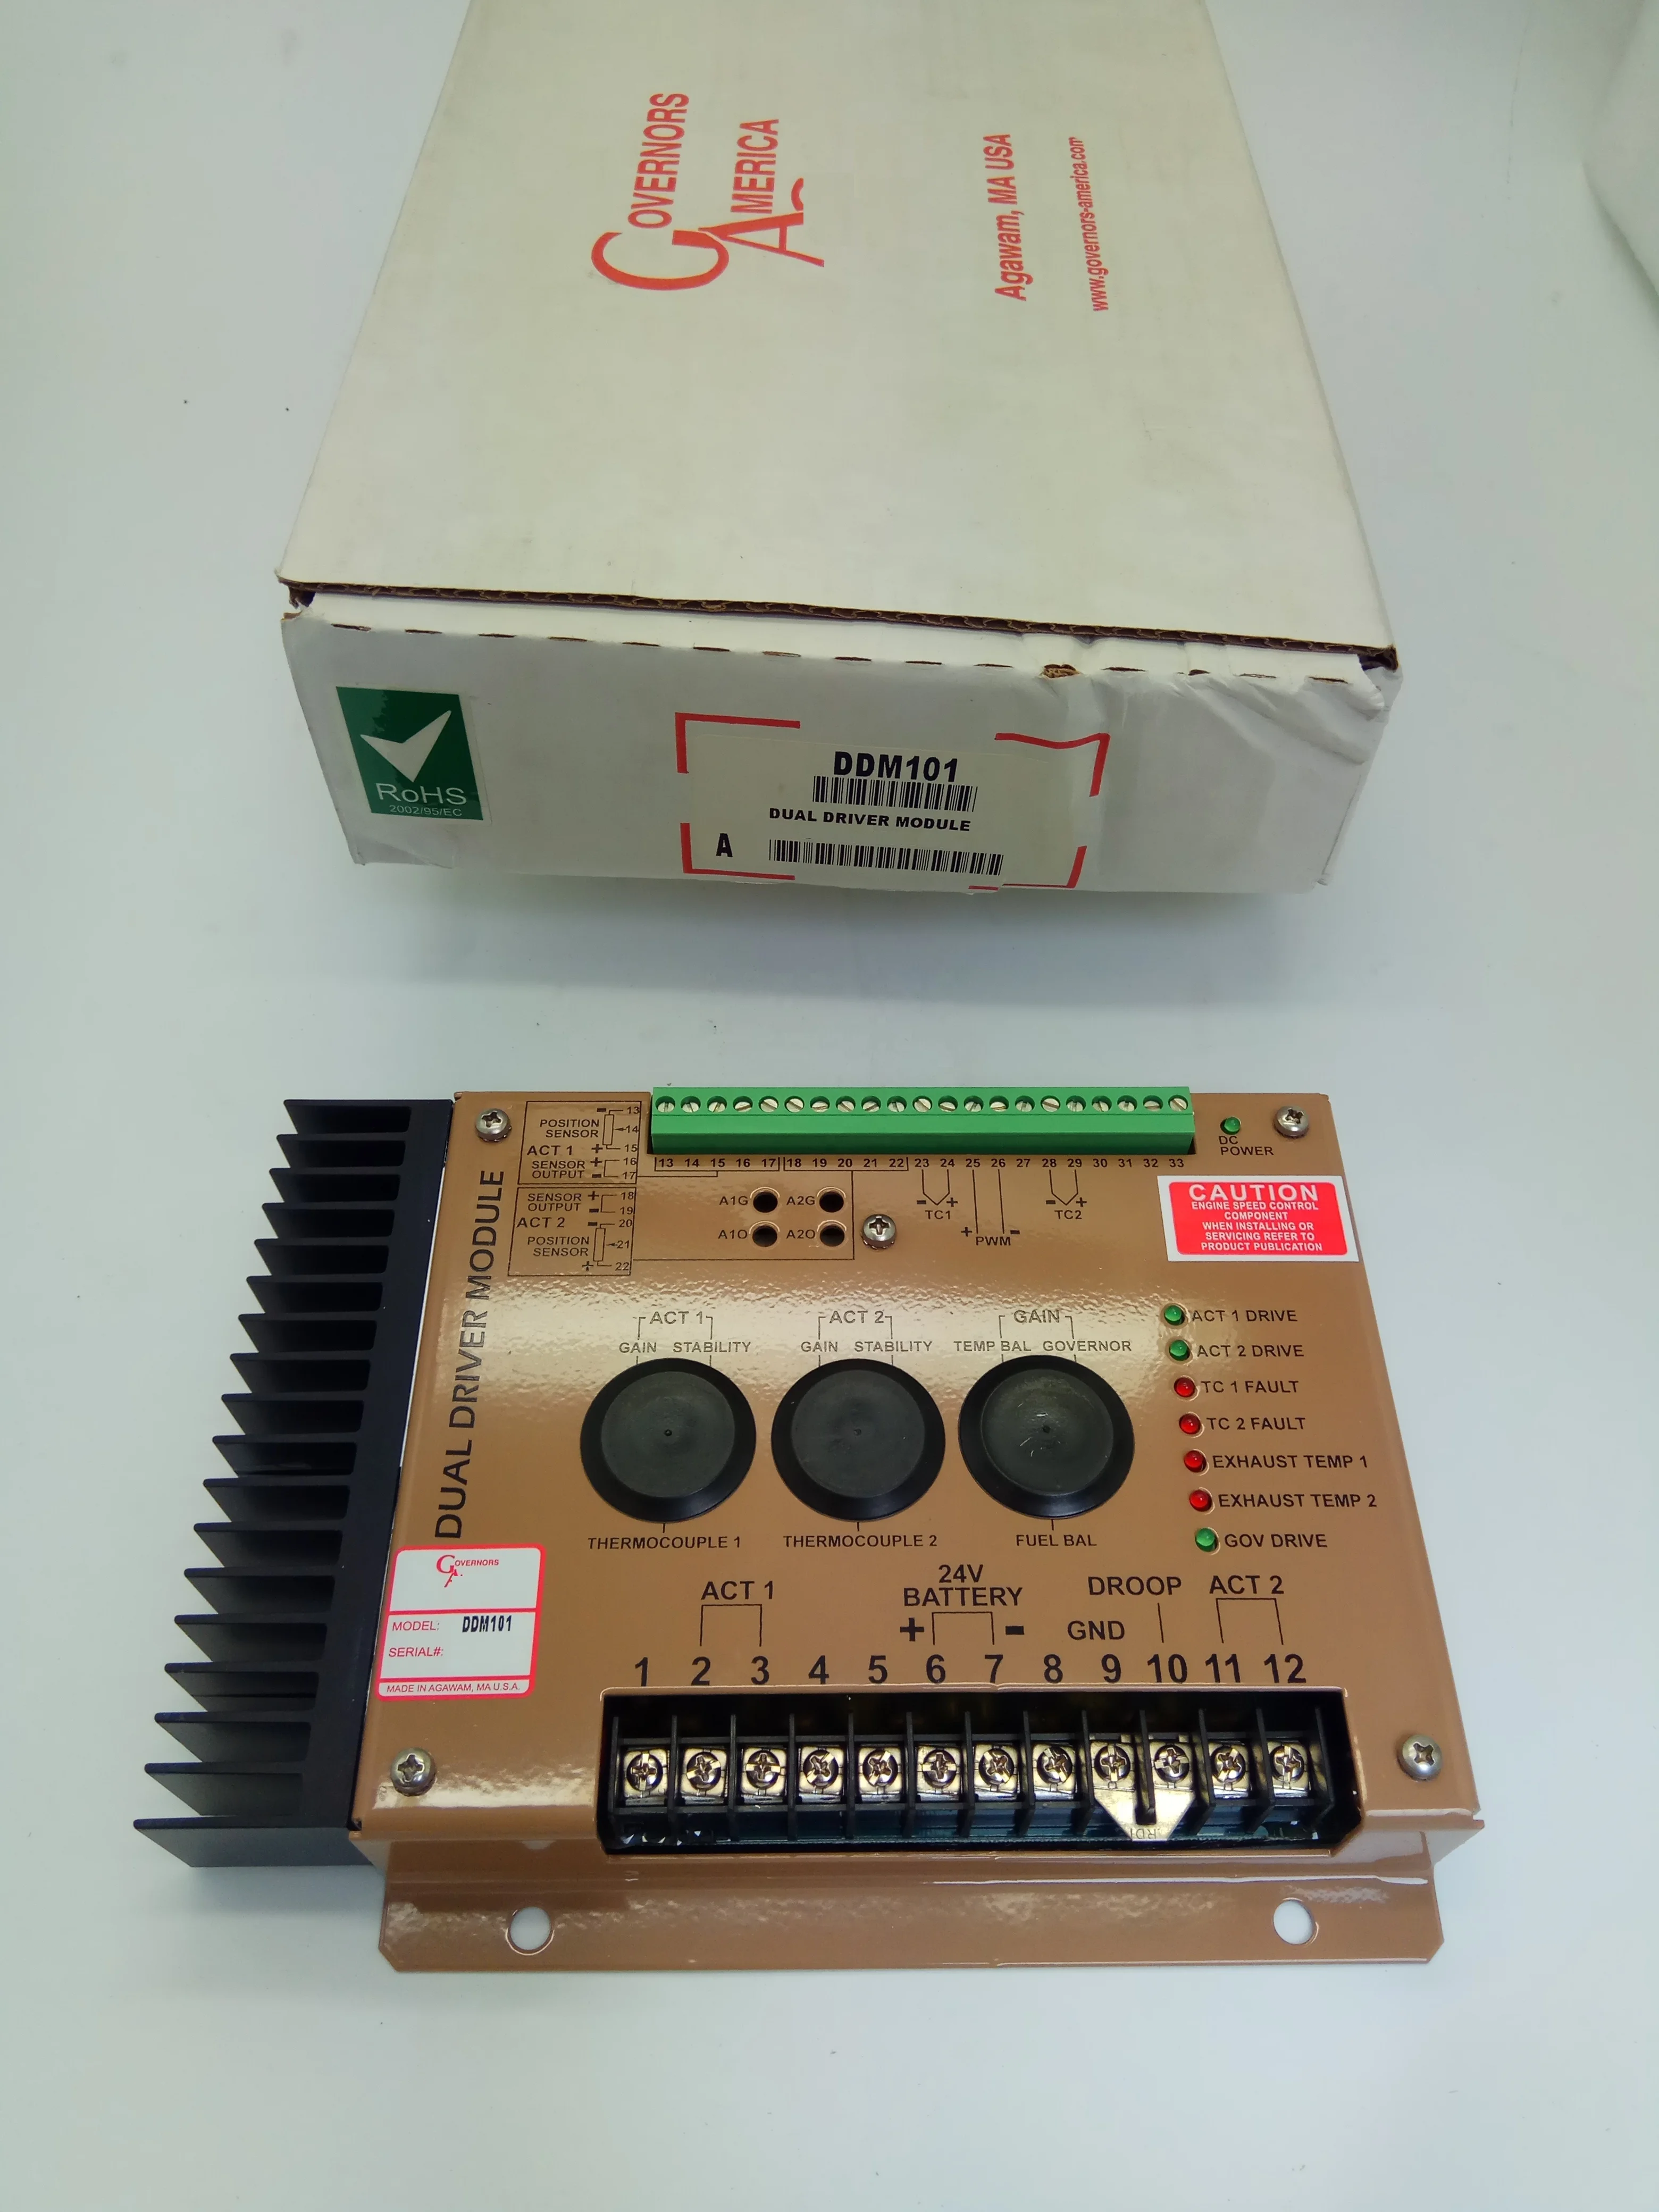 GOVERNORS
AMERICA
Agawam, MA USA
www.governors-america.com
RoHS
2002/95/EC
DDM101
DUAL DRIVER MODULE
A
POSITION
SENSOR
- 13
14
+ 15
ACT 1
SENSOR
OUTPUT
+ 16
- 17
SENSOR
OUTPUT
+ 18
- 19
ACT 2
- 20
POSITION
SENSOR
21
+ 22
13 14 15 16 17 18 19 20 21 22 23 24 25 26 27 28 29 30 31 32 33
DC
POWER
A1G A2G
A1O A2O
- + TC1
+ PWM -
- + TC2
CAUTION
ENGINE SPEED CONTROL
COMPONENT
WHEN INSTALLING OR
SERVICING REFER TO
PRODUCT PUBLICATION
DUAL DRIVER MODULE
ACT 1
GAIN STABILITY
THERMOCOUPLE 1
ACT 2
GAIN STABILITY
THERMOCOUPLE 2
GAIN
TEMP BAL GOVERNOR
FUEL BAL
ACT 1 DRIVE
ACT 2 DRIVE
TC 1 FAULT
TC 2 FAULT
EXHAUST TEMP 1
EXHAUST TEMP 2
GOV DRIVE
GOVERNORS
A
MODEL: DDM101
SERIAL#:
MADE IN AGAWAM, MA U.S.A.
ACT 1
24V
BATTERY
+ -
GND
DROOP
ACT 2
1 2 3 4 5 6 7 8 9 10 11 12